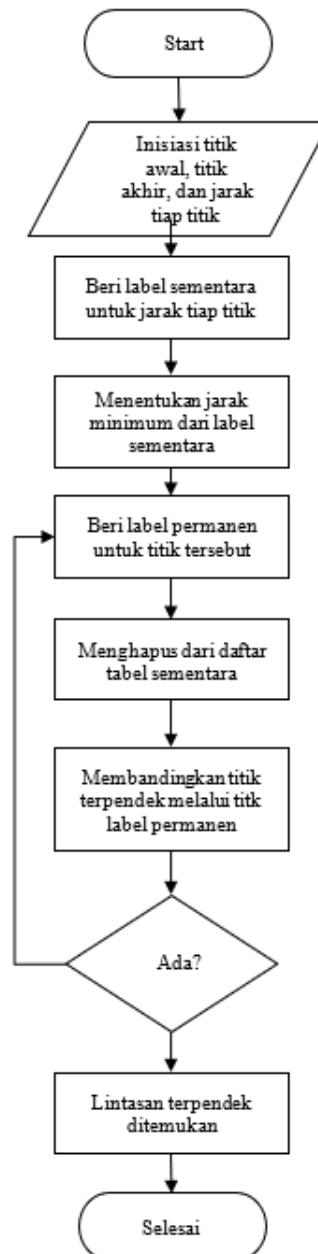 Start
Inisiasi titik
awal, titik
akhir, dan jarak
tiap titik
Beri label sementara
untuk jarak tiap titik
Menentukan jarak
minimum dari label
sementara
Beri label permanen
untuk titik tersebut
Menghapus dari daftar
tabel sementara
Membandingkan titik
terpendek melalui titk
label permanen
Ada?
Lintasan terpendek
ditemukan
Selesai